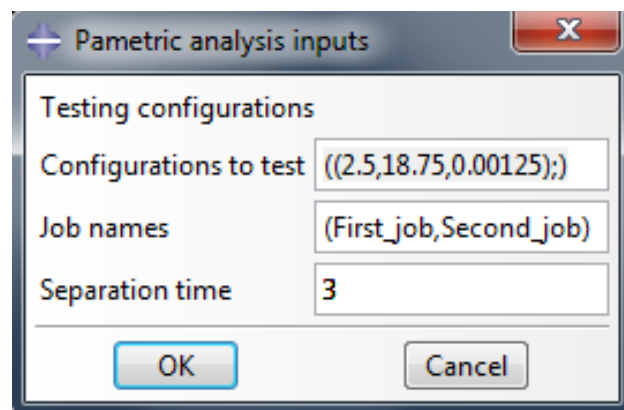 Pametric analysis inputs
Testing configurations
Configurations to test ((2.5,18.75,0.00125);)
Job names (First_job,Second_job)
Separation time 3
OK Cancel